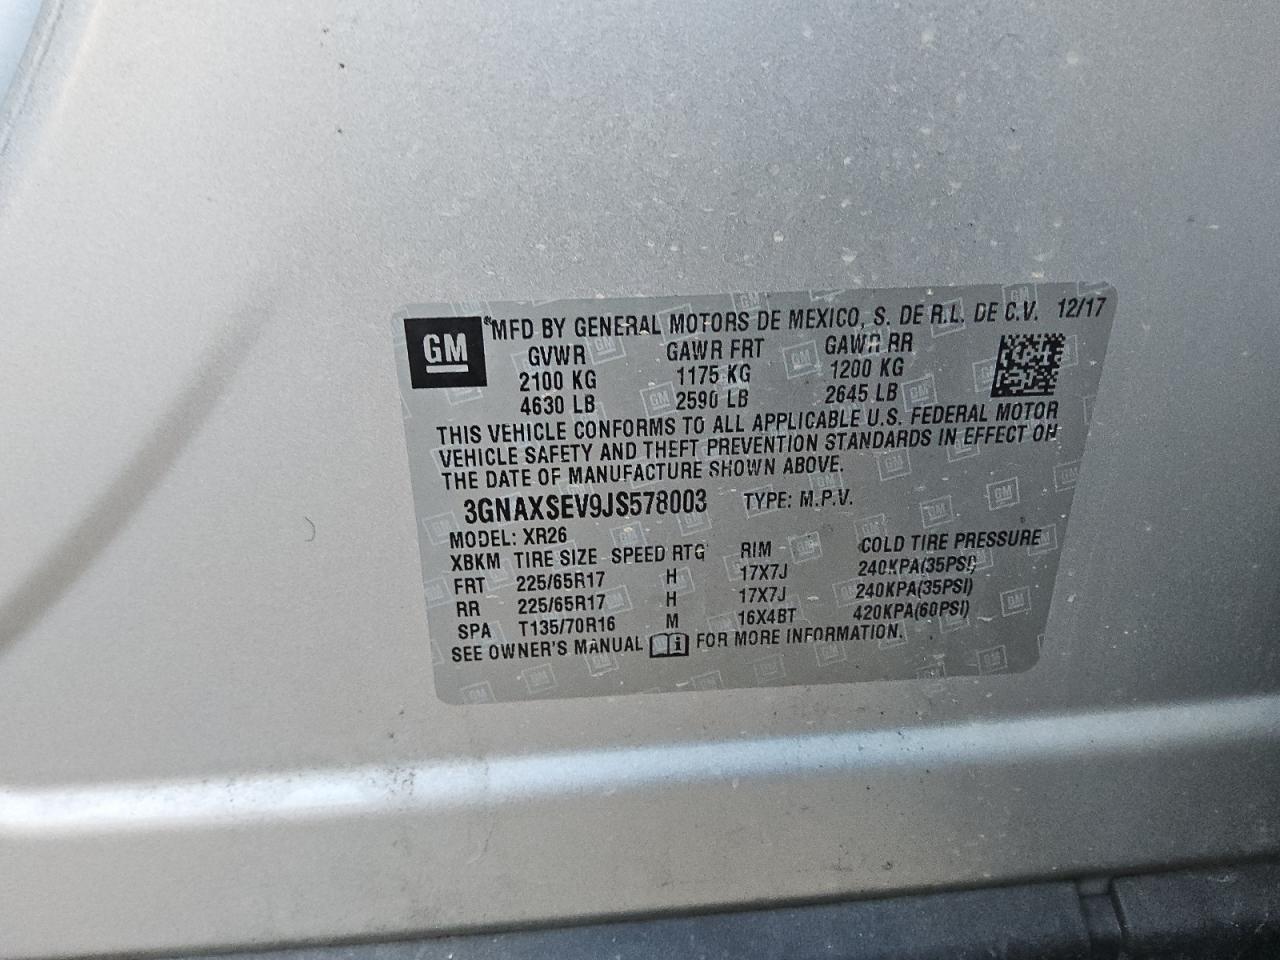 GM
*MFD BY GENERAL MOTORS DE MEXICO, S. DE R.L. DE C.V. 12/17
GVWR GAWR FRT GAWR RR
2100 KG 1175 KG 1200 KG
4630 LB 2590 LB 2645 LB
THIS VEHICLE CONFORMS TO ALL APPLICABLE U.S. FEDERAL MOTOR
VEHICLE SAFETY AND THEFT PREVENTION STANDARDS IN EFFECT ON
THE DATE OF MANUFACTURE SHOWN ABOVE.
3GNAXSEV9JS578003 TYPE: M.P.V.
MODEL: XR26
XBKM TIRE SIZE SPEED RTG RIM COLD TIRE PRESSURE
FRT 225/65R17 H 17X7J 240KPA(35PSI)
RR 225/65R17 H 17X7J 240KPA(35PSI)
SPA T135/70R16 M 16X4BT 420KPA(60PSI)
SEE OWNER'S MANUAL FOR MORE INFORMATION.